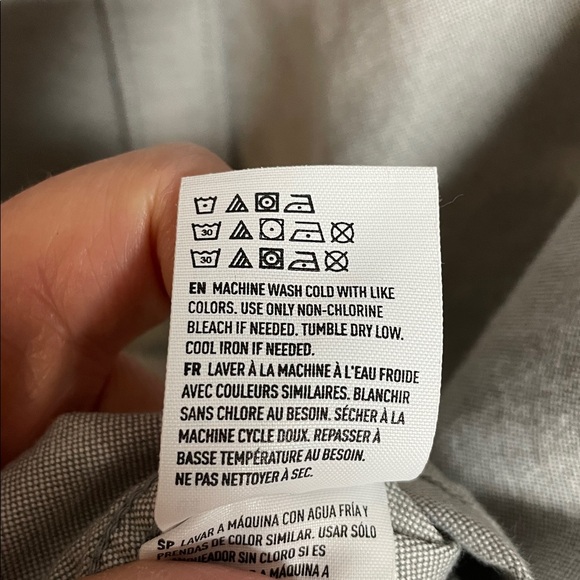 30
30
EN MACHINE WASH COLD WITH LIKE
COLORS. USE ONLY NON-CHLORINE
BLEACH IF NEEDED. TUMBLE DRY LOW.
COOL IRON IF NEEDED.
FR LAVER À LA MACHINE À L'EAU FROIDE
AVEC COULEURS SIMILAIRES. BLANCHIR
SANS CHLORE AU BESOIN. SÉCHER À LA
MACHINE CYCLE DOUX. REPASSER À
BASSE TEMPÉRATURE AU BESOIN.
NE PAS NETTOYER À SEC.
SP LAVAR A MÁQUINA CON AGUA FRÍA Y
PRENDAS DE COLOR SIMILAR. USAR SÓLO
SIN CLORO SI ES
A MÁQUINA A